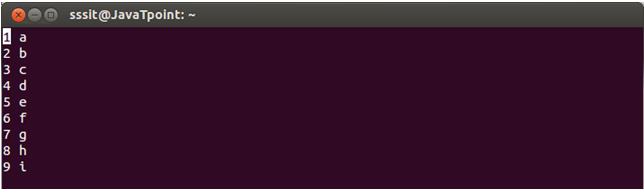 sssit@JavaTpoint: ~
1 a
2 b
3 c
4 d
5 e
6 f
7 g
8 h
9 i